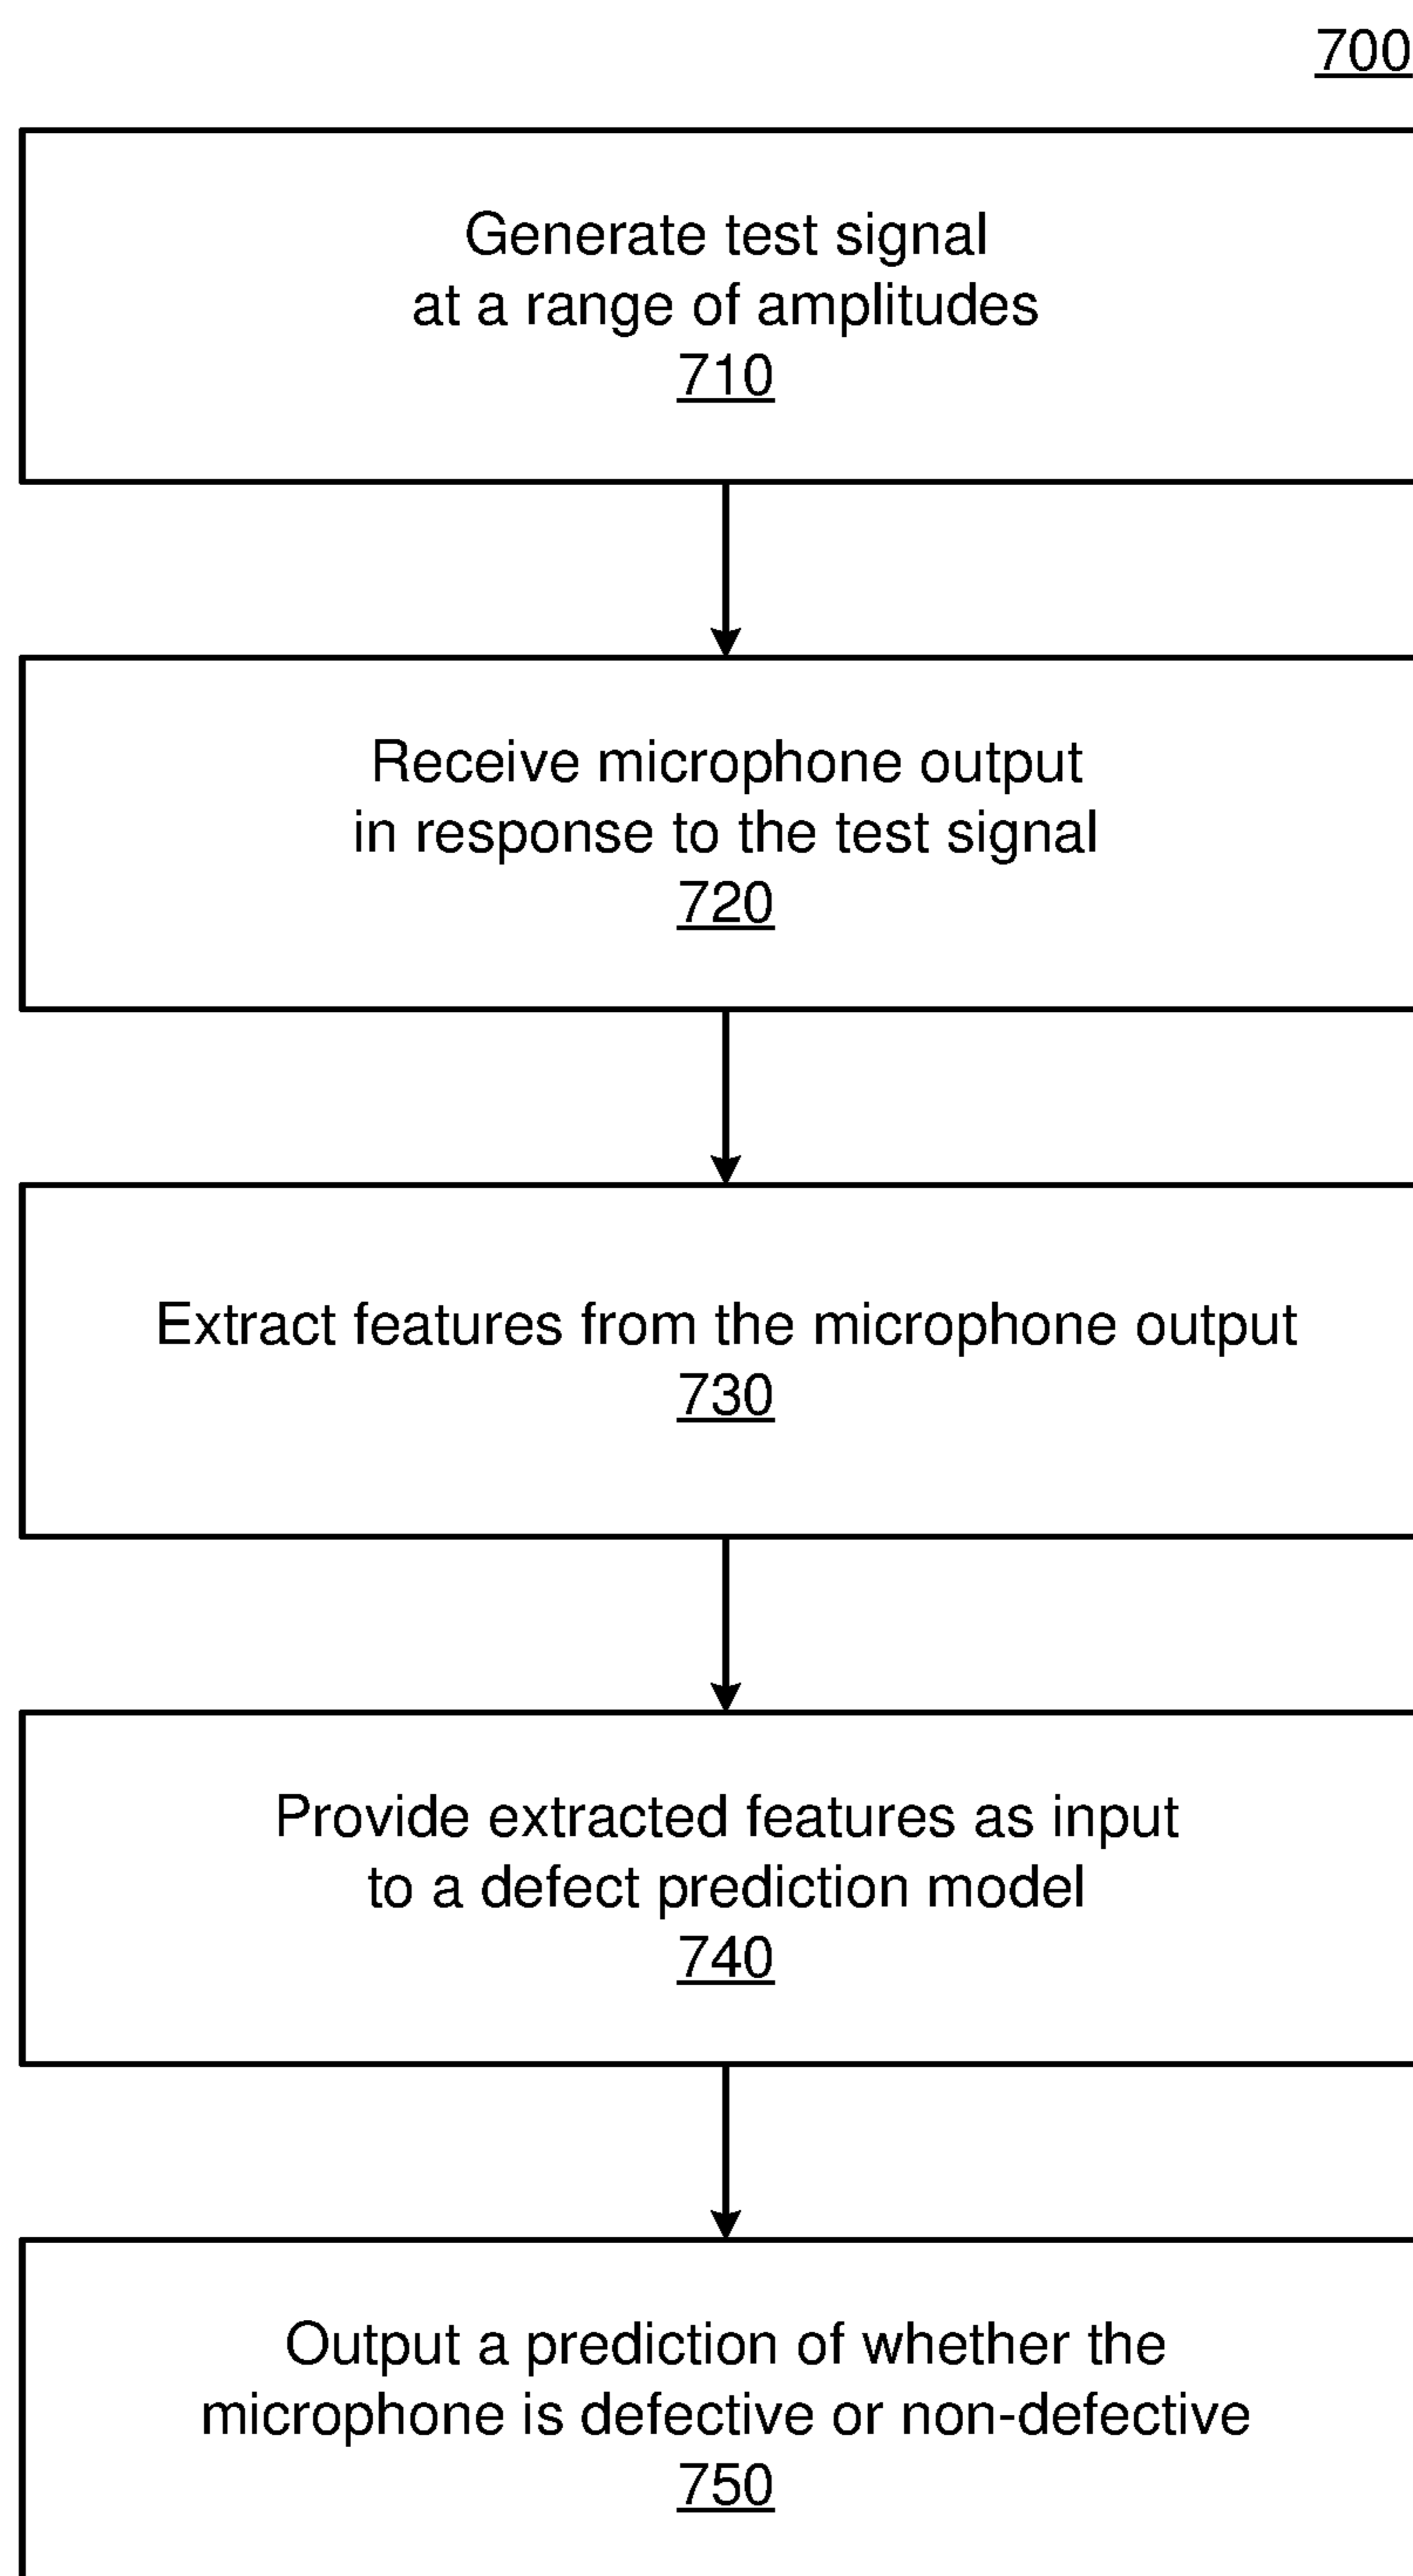 700
Generate test signal
at a range of amplitudes
710
Receive microphone output
in response to the test signal
720
Extract features from the microphone output
730
Provide extracted features as input
to a defect prediction model
740
Output a prediction of whether the
microphone is defective or non-defective
750